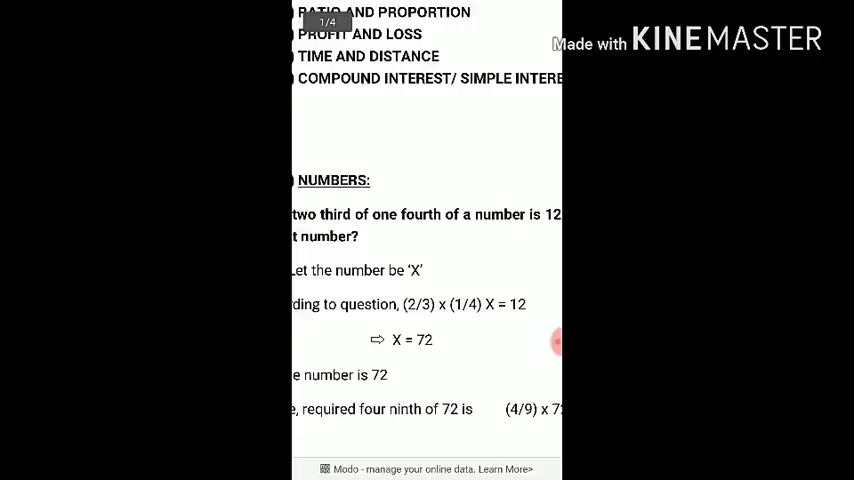 RATIO AND PROPORTION
1/4
PROFIT AND LOSS
Made with KINEMASTER
TIME AND DISTANCE
COMPOUND INTEREST/ SIMPLE INTERE
NUMBERS:
two third of one fourth of a number is 12
t number?
Let the number be ‘X’
ding to question, (2/3) x (1/4) X = 12
⇨ X = 72
e number is 72
e, required four ninth of 72 is (4/9) x 7
Modo - manage your online data. Learn More>